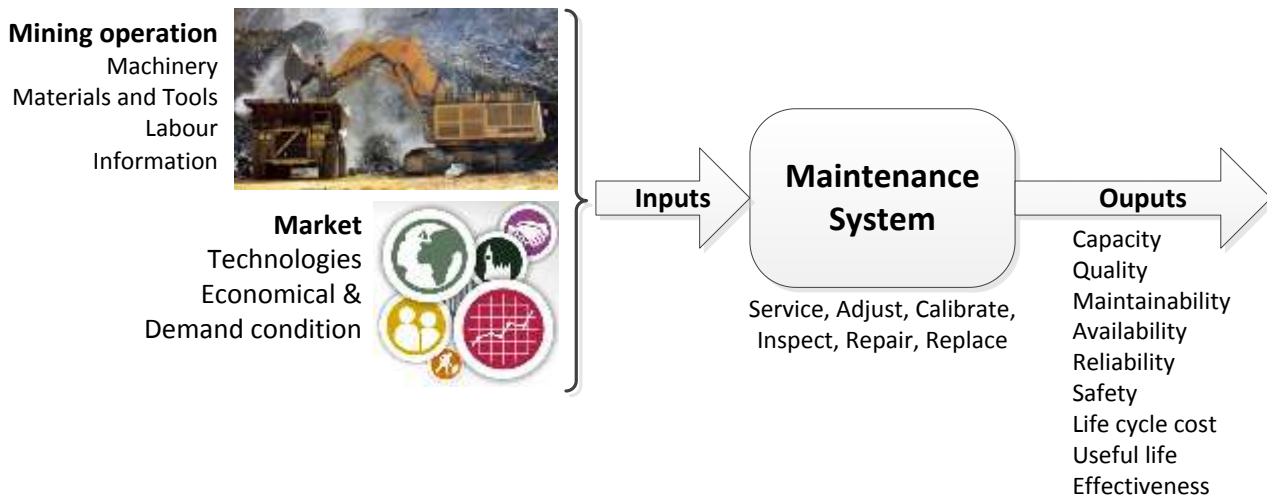 Mining operation
Machinery
Materials and Tools
Labour
Information
Market
Technologies
Economical &
Demand condition
Inputs
Maintenance
System
Service, Adjust, Calibrate,
Inspect, Repair, Replace
Ouputs
Capacity
Quality
Maintainability
Availability
Reliability
Safety
Life cycle cost
Useful life
Effectiveness